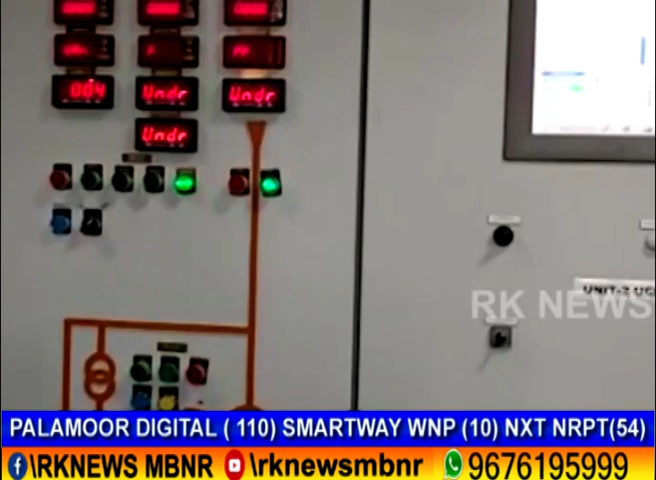 004 Undr Undr
Undr
UNIT-2 UC
RK NEWS
PALAMOOR DIGITAL ( 110) SMARTWAY WNP (10) NXT NRPT(54)
\RKNEWS MBNR \rknewsmbnr 9676195999